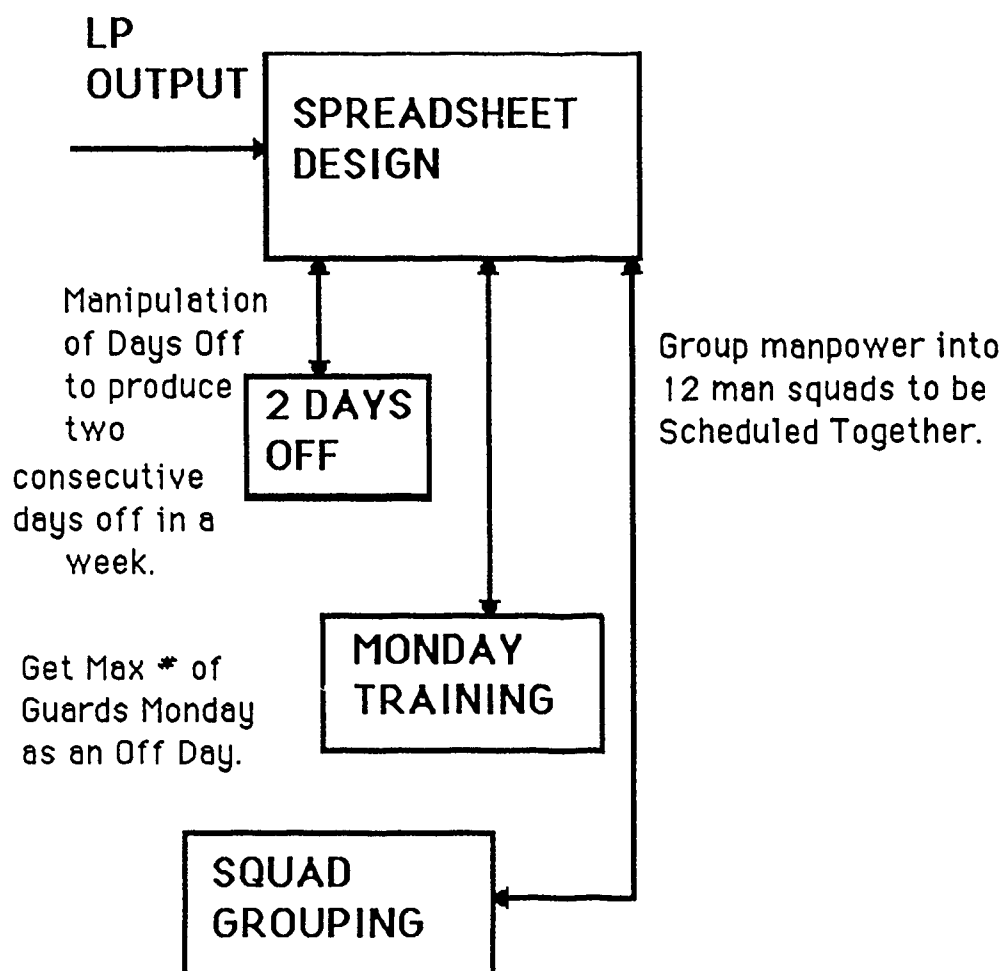 LP
OUTPUT
SPREADSHEET
DESIGN
Manipulation
of Days Off
to produce
two
consecutive
days off in a
week.
2 DAYS
OFF
Group manpower into
12 man squads to be
Scheduled Together.
MONDAY
TRAINING
Get Max # of
Guards Monday
as an Off Day.
SQUAD
GROUPING